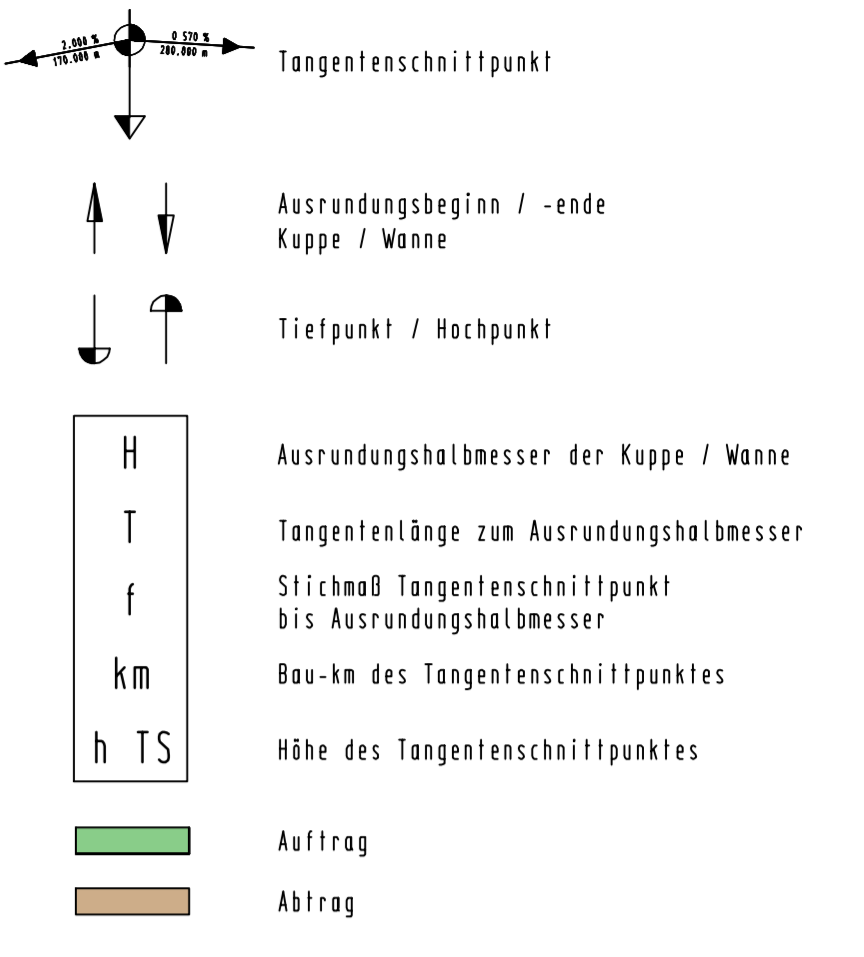 2.000 %
170.000 m
0 570 %
280.000 m
Tangentenschnittpunkt
Ausrundungsbeginn / -ende
Kuppe / Wanne
Tiefpunkt / Hochpunkt
H
Ausrundungshalbmesser der Kuppe / Wanne
T
Tangentenlänge zum Ausrundungshalbmesser
f
Stichmaß Tangentenschnittpunkt
bis Ausrundungshalbmesser
km
Bau-km des Tangentenschnittpunktes
h TS
Höhe des Tangentenschnittpunktes
Auftrag
Abtrag